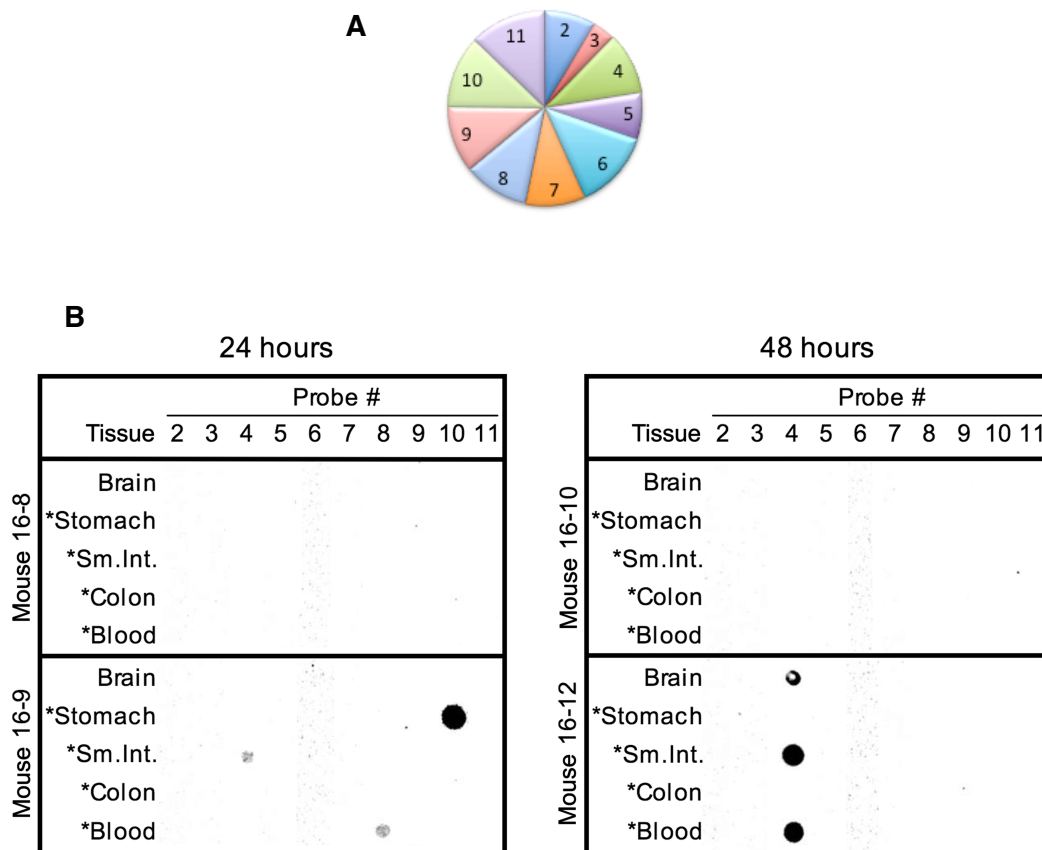 A
2
3
4
5
6
7
8
9
10
11
B
24 hours
Probe #
Tissue 2 3 4 5 6 7 8 9 10 11
Mouse 16-8
Brain
*Stomach
*Sm.Int.
*Colon
*Blood
Mouse 16-9
Brain
*Stomach
*Sm.Int.
*Colon
*Blood
48 hours
Probe #
Tissue 2 3 4 5 6 7 8 9 10 11
Mouse 16-10
Brain
*Stomach
*Sm.Int.
*Colon
*Blood
Mouse 16-12
Brain
*Stomach
*Sm.Int.
*Colon
*Blood